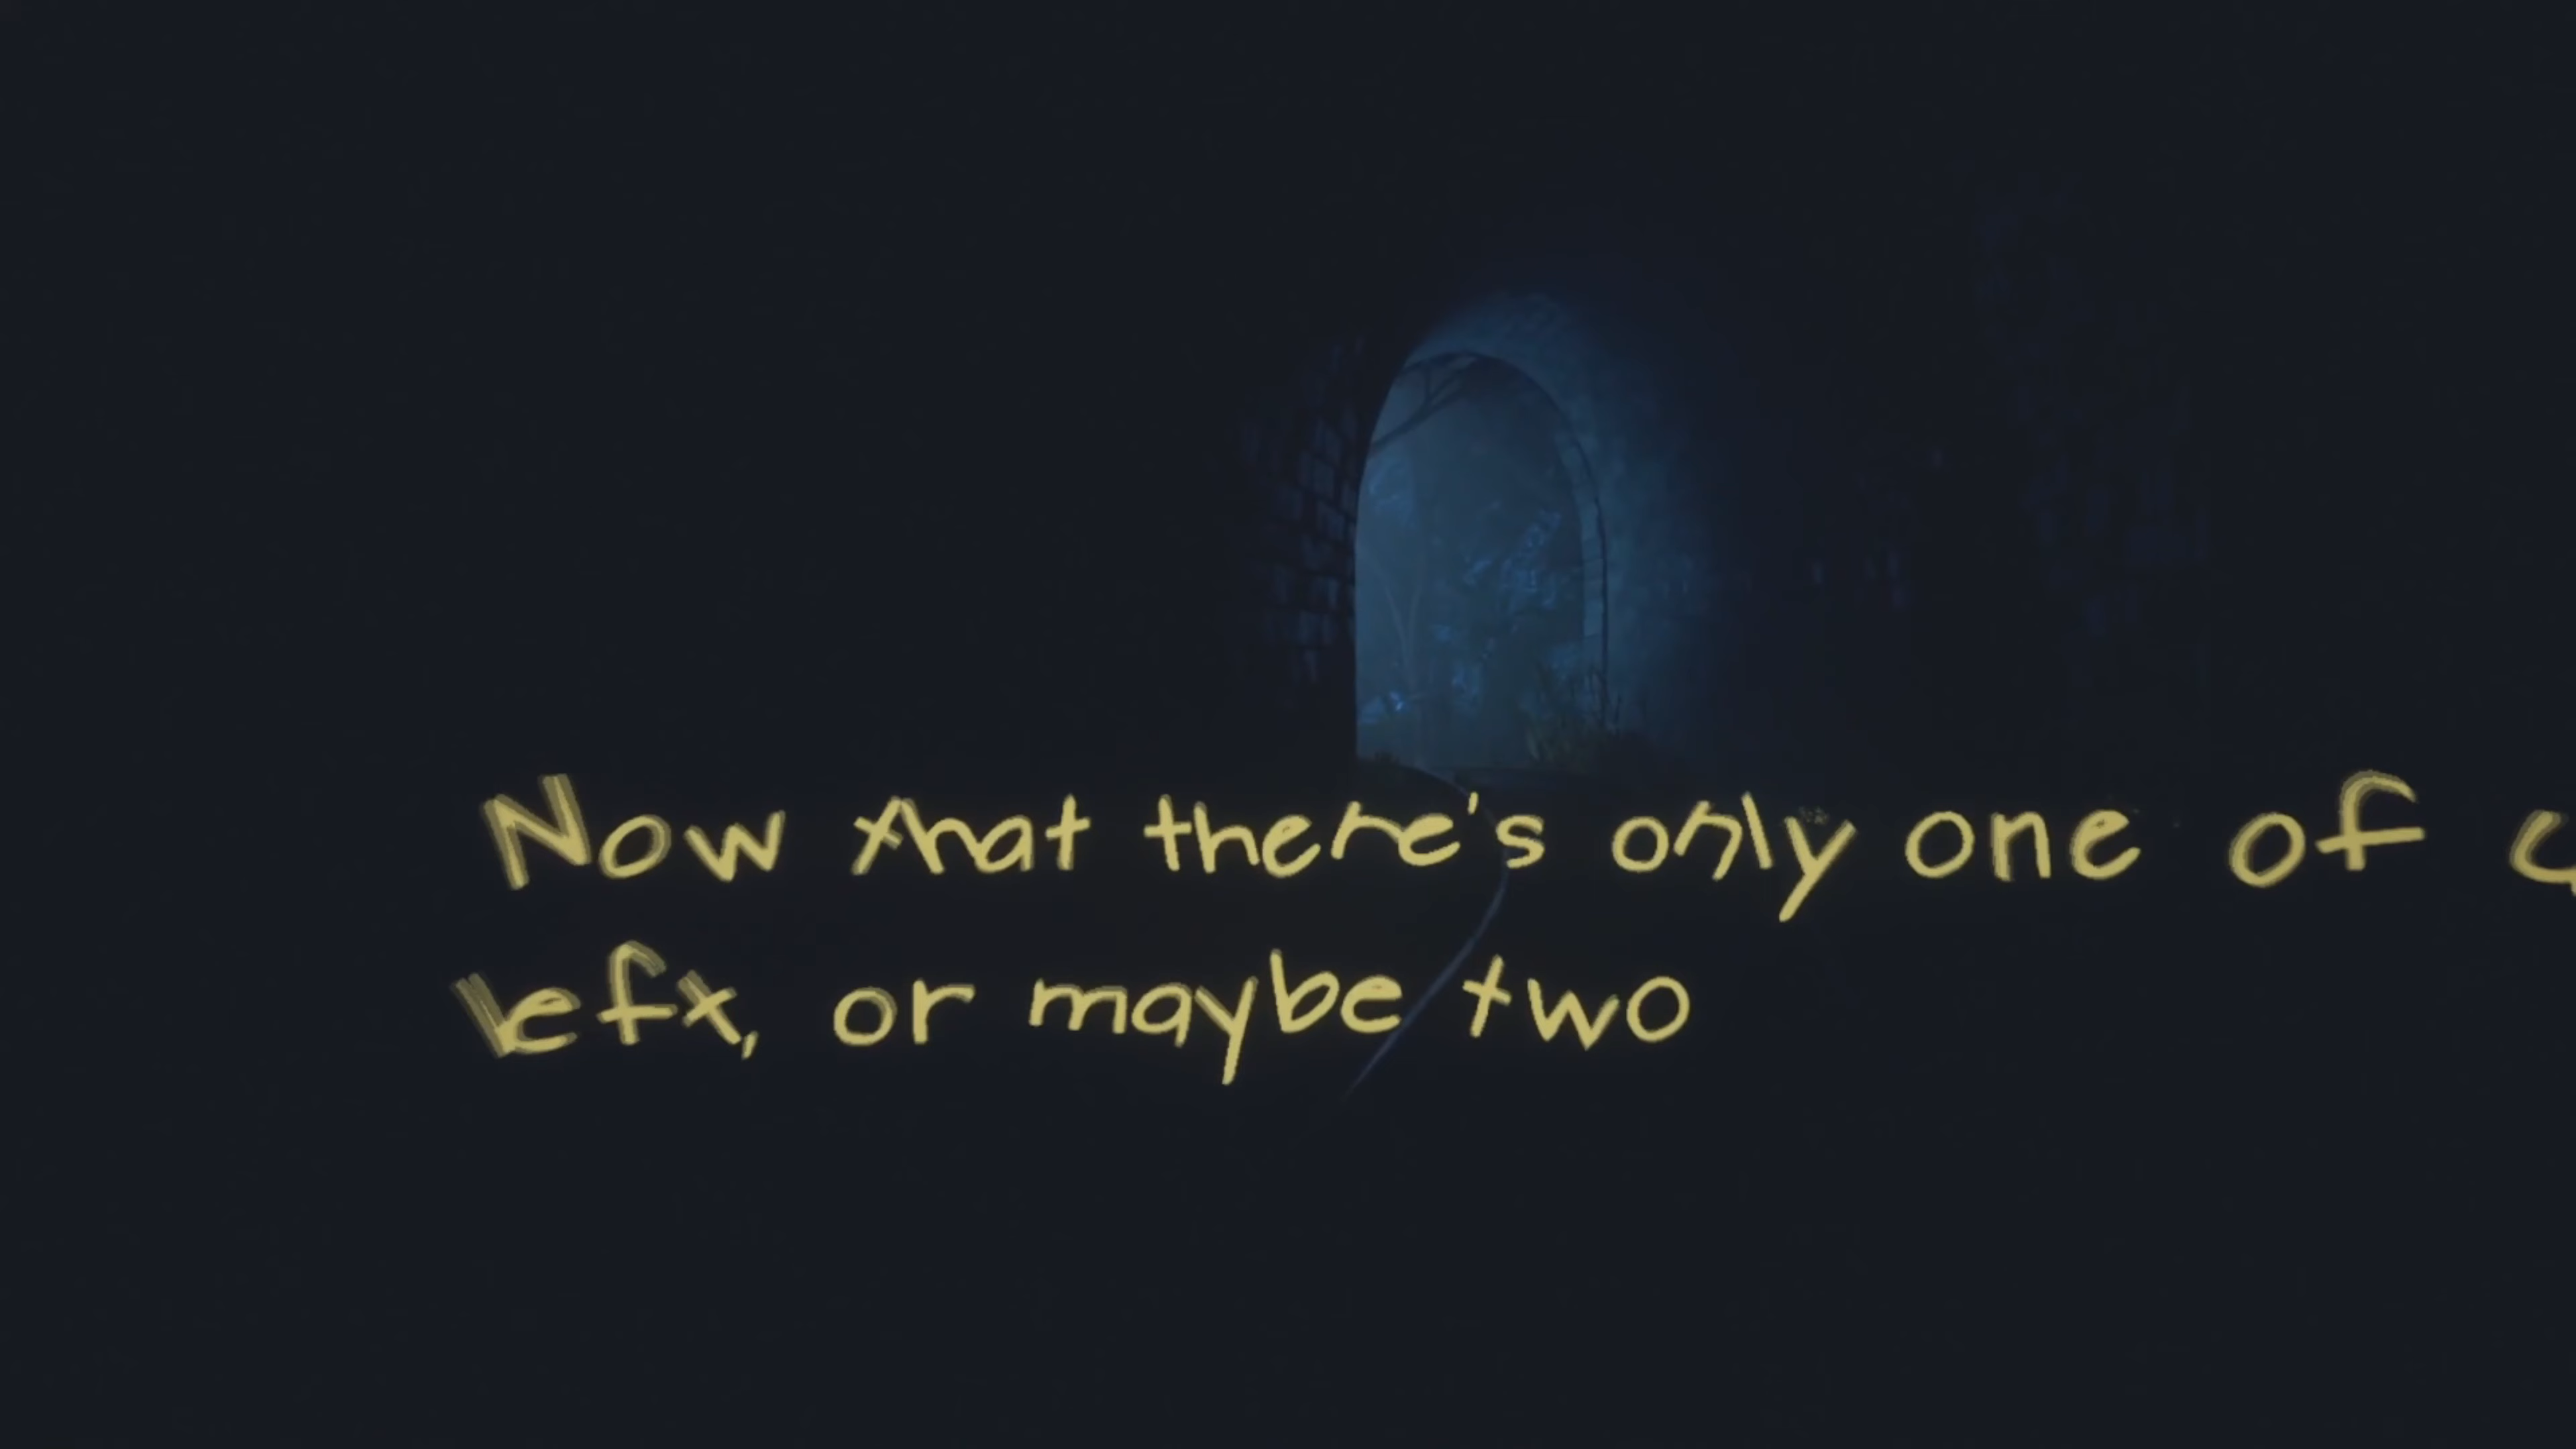 Now that there's only one of
left, or maybe two